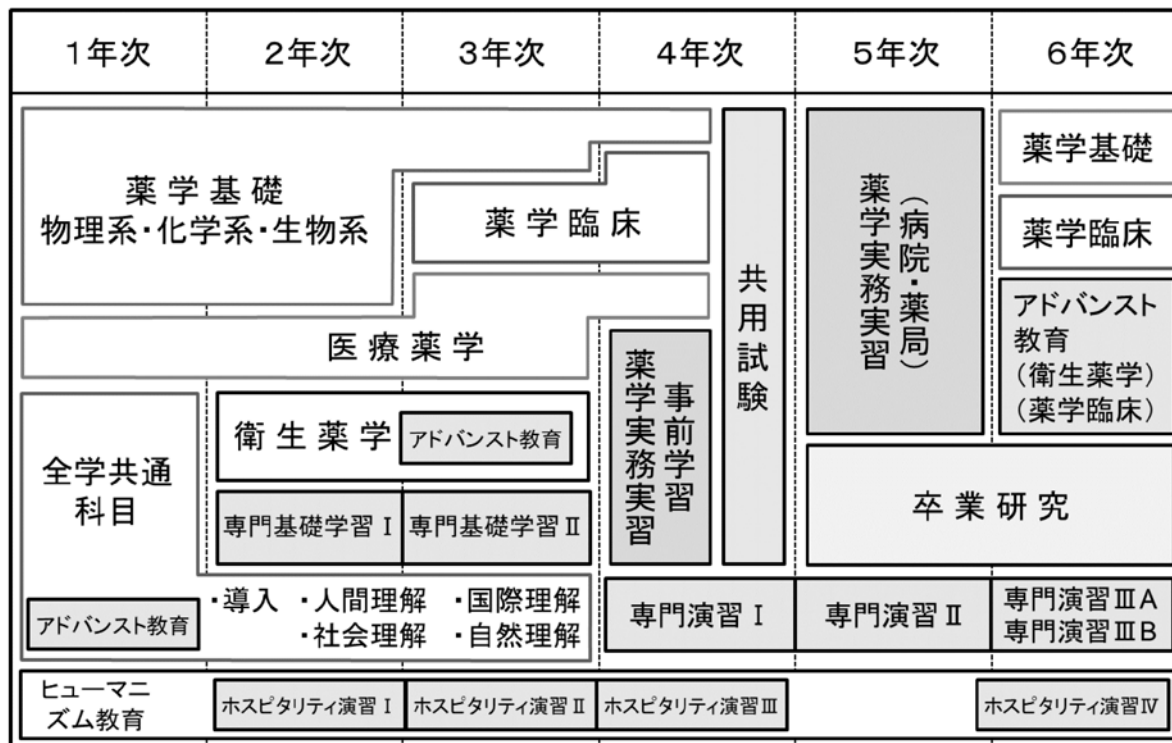 1年次
2年次
3年次
4年次
5年次
6年次
薬学基礎
物理系・化学系・生物系
薬学臨床
医療薬学
全学共通
科目
アドバンスト教育
衛生薬学
アドバンスト教育
専門基礎学習Ⅰ
専門基礎学習Ⅱ
・導入 ・人間理解 ・国際理解
・社会理解 ・自然理解
薬学実務実習
事前学習
共用試験
薬学実務実習
(病院・薬局)
薬学基礎
薬学臨床
アドバンスト
教育
(衛生薬学)
(薬学臨床)
卒業研究
専門演習Ⅰ
専門演習Ⅱ
専門演習ⅢA
専門演習ⅢB
ヒューマニ
ズム教育
ホスピタリティ演習Ⅰ
ホスピタリティ演習Ⅱ
ホスピタリティ演習Ⅲ
ホスピタリティ演習Ⅳ